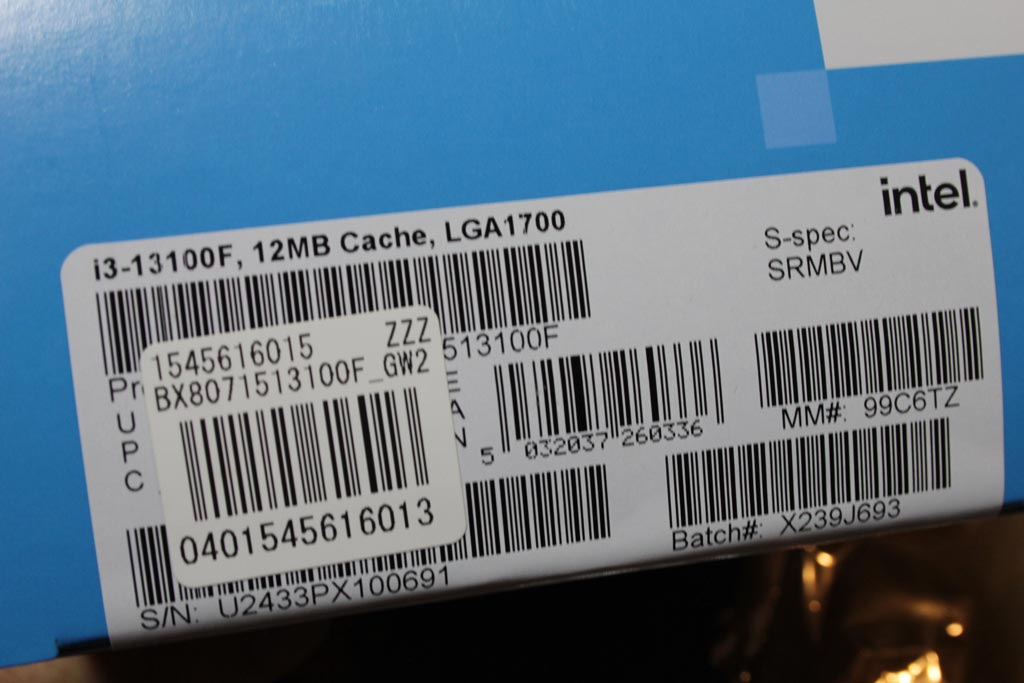 intel.
i3-13100F, 12MB Cache, LGA1700
S-spec:
SRMBV
1545616015 ZZZ
BX8071513100F_GW2
0401545616013
513100F
U
P
C
E
A
N
5 032037 260336
MM#: 99C6TZ
Batch#: X239J693
S/N: U2433PX100691